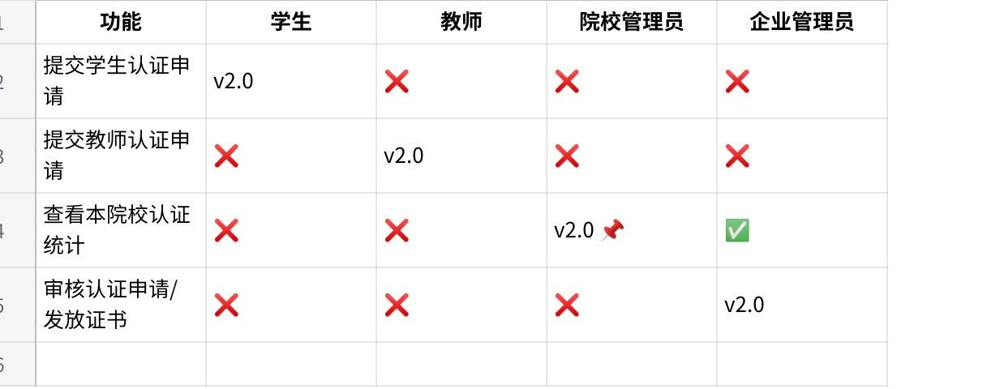 功能 学生 教师 院校管理员 企业管理员
提交学生认证申
请
v2.0 ❌ ❌ ❌
提交教师认证申
请
❌ v2.0 ❌ ❌
查看本院校认证
统计
❌ ❌ v2.0 📌 ✅
审核认证申请/
发放证书
❌ ❌ ❌ v2.0